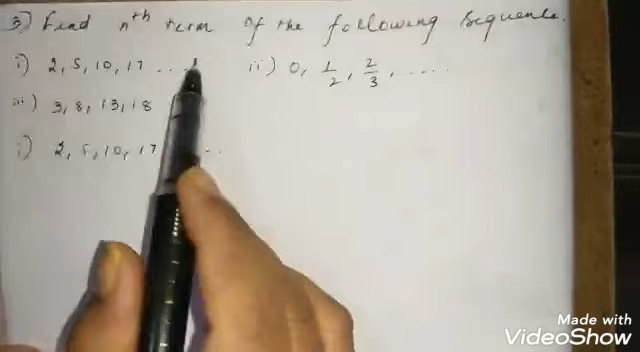 3) Find nth term of the following sequence.
i) 2, 5, 10, 17 .... ii) 0, 1/2, 2/3, .....
iii) 3, 8, 13, 18
i) 2, 5, 10, 17 ..
Made with
VideoShow